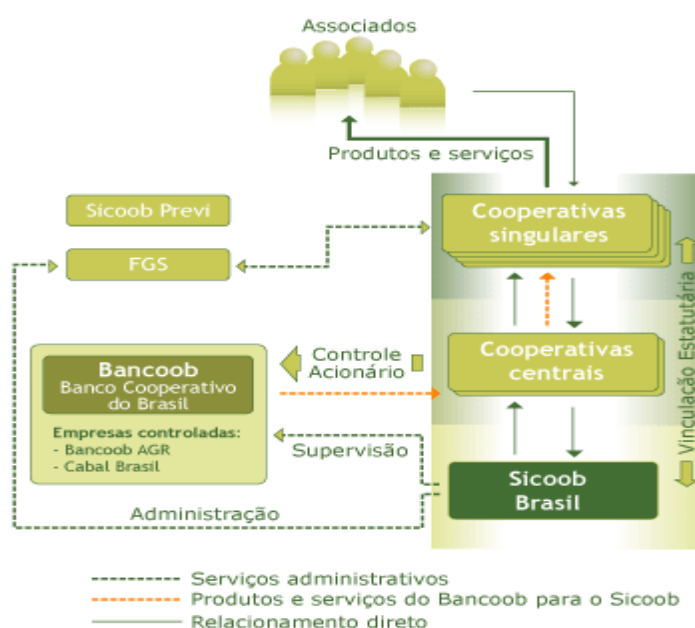 Associados
Produtos e serviços
Sicoob Previ
FGS
Cooperativas
singulares
Bancoob
Banco Cooperativo
do Brasil
Empresas controladas:
- Bancoob AGR
- Cabal Brasil
Controle
Acionário
Cooperativas
centrais
Vinculação Estatutária
Supervisão
Sicoob
Brasil
Administração
Serviços administrativos
Produtos e serviços do Bancoob para o Sicoob
Relacionamento direto